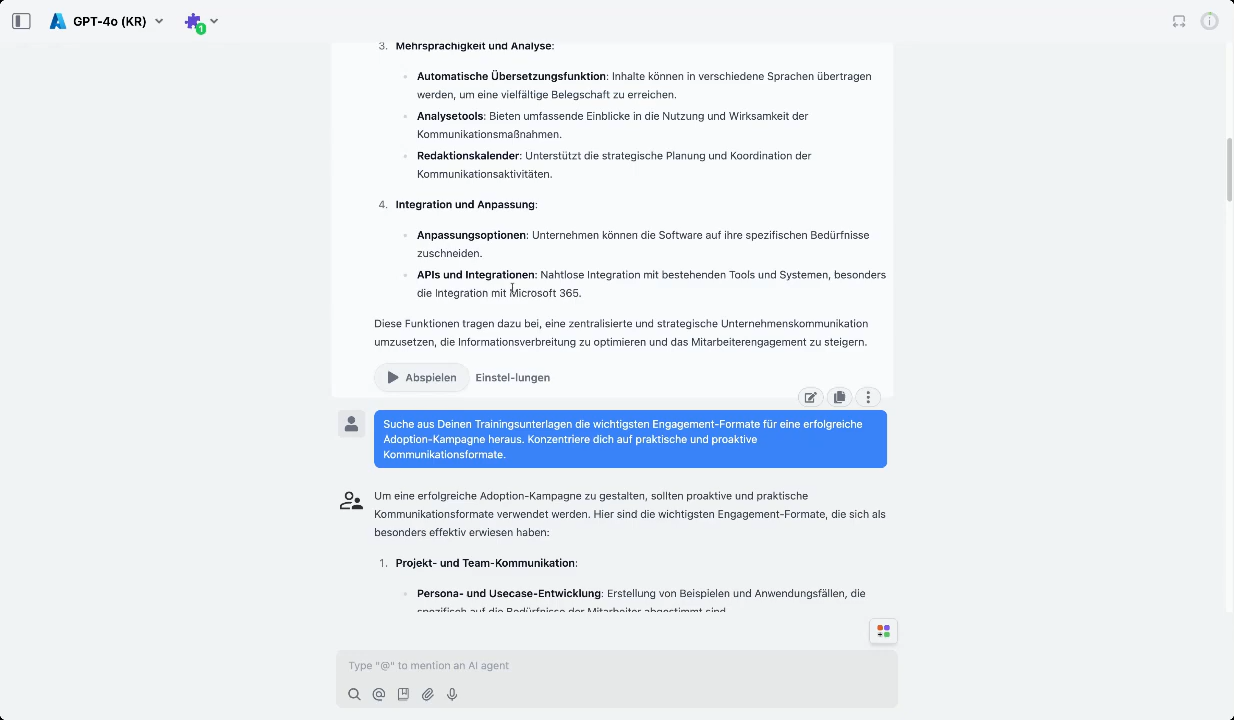 GPT-4o (KR)
1
3. Mehrsprachigkeit und Analyse:
Automatische Übersetzungsfunktion: Inhalte können in verschiedene Sprachen übertragen
werden, um eine vielfältige Belegschaft zu erreichen.
Analysetools: Bieten umfassende Einblicke in die Nutzung und Wirksamkeit der
Kommunikationsmaßnahmen.
Redaktionskalender: Unterstützt die strategische Planung und Koordination der
Kommunikationsaktivitäten.
4. Integration und Anpassung:
Anpassungsoptionen: Unternehmen können die Software auf ihre spezifischen Bedürfnisse
zuschneiden.
APIs und Integrationen: Nahtlose Integration mit bestehenden Tools und Systemen, besonders
die Integration mit Microsoft 365.
Diese Funktionen tragen dazu bei, eine zentralisierte und strategische Unternehmenskommunikation
umzusetzen, die Informationsverbreitung zu optimieren und das Mitarbeiterengagement zu steigern.
Abspielen Einstel-lungen
Suche aus Deinen Trainingsunterlagen die wichtigsten Engagement-Formate für eine erfolgreiche
Adoption-Kampagne heraus. Konzentriere dich auf praktische und proaktive
Kommunikationsformate.
Um eine erfolgreiche Adoption-Kampagne zu gestalten, sollten proaktive und praktische
Kommunikationsformate verwendet werden. Hier sind die wichtigsten Engagement-Formate, die sich als
besonders effektiv erwiesen haben:
1. Projekt- und Team-Kommunikation:
Persona- und Usecase-Entwicklung: Erstellung von Beispielen und Anwendungsfällen, die
spezifisch auf die Bedürfnisse der Mitarbeiter abgestimmt sind.
Type "@" to mention an AI agent